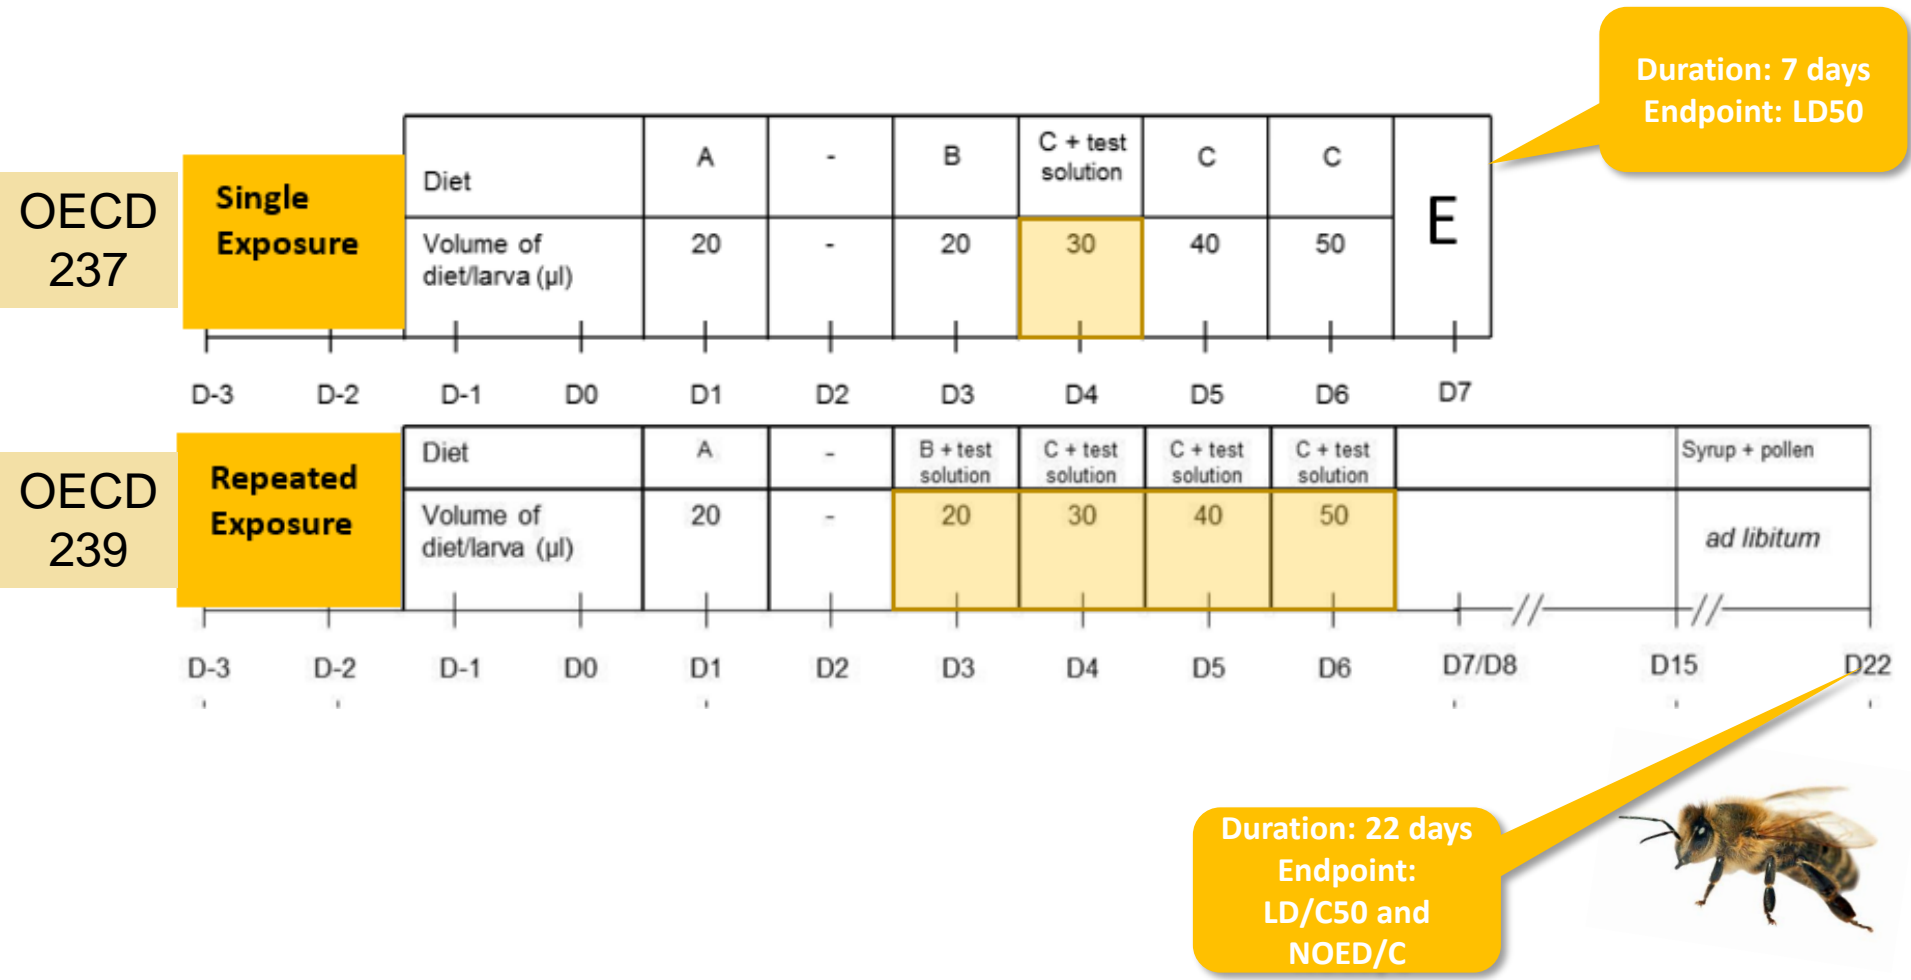 Duration: 7 days
Endpoint: LD50
OECD
237
Single
Exposure
Diet
A
-
B
C + test
solution
C
C
E
Volume of
diet/larva (µl)
20
-
20
30
40
50
D-3 D-2 D-1 D0 D1 D2 D3 D4 D5 D6 D7
OECD
239
Repeated
Exposure
Diet
A
-
B + test
solution
C + test
solution
C + test
solution
C + test
solution
Syrup + pollen
Volume of
diet/larva (µl)
20
-
20
30
40
50
ad libitum
D-3 D-2 D-1 D0 D1 D2 D3 D4 D5 D6 D7/D8 D15 D22
Duration: 22 days
Endpoint:
LD/C50 and
NOED/C